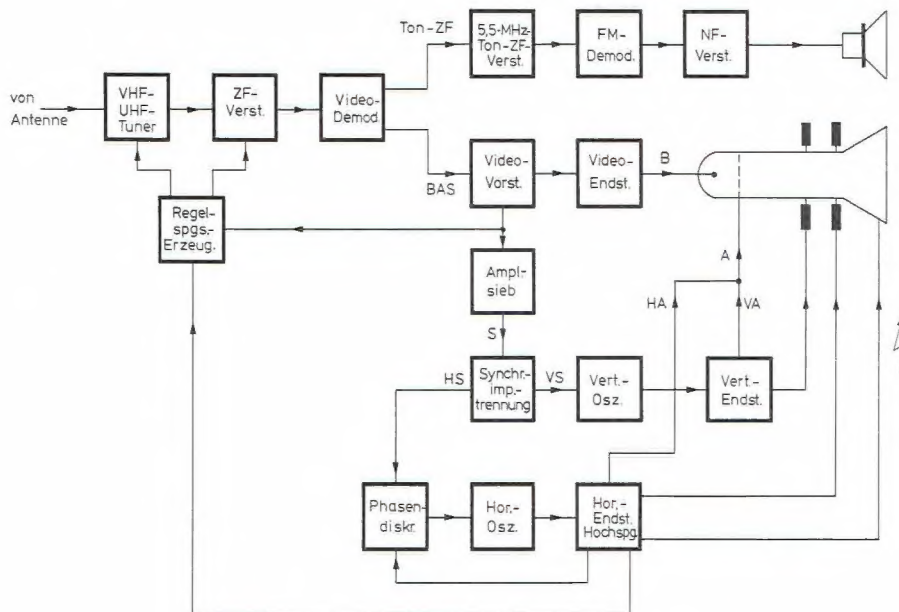 Ton-ZF
5,5-MHz-
Ton-ZF-
Verst.
FM-
Demod.
NF-
Verst.
von
Antenne
VHF-
UHF-
Tuner
ZF-
Verst.
Video-
Demod.
BAS
Video-
Vorst.
Video-
Endst.
B
Regel-
spgs.-
Erzeug.
Ampl.-
sieb
A
HA
VA
S
HS
Synchr.-
imp.-
trennung
VS
Vert.-
Osz.
Vert.-
Endst.
Phasen-
diskr.
Hor.-
Osz.
Hor.-
Endst.
Hochspg.